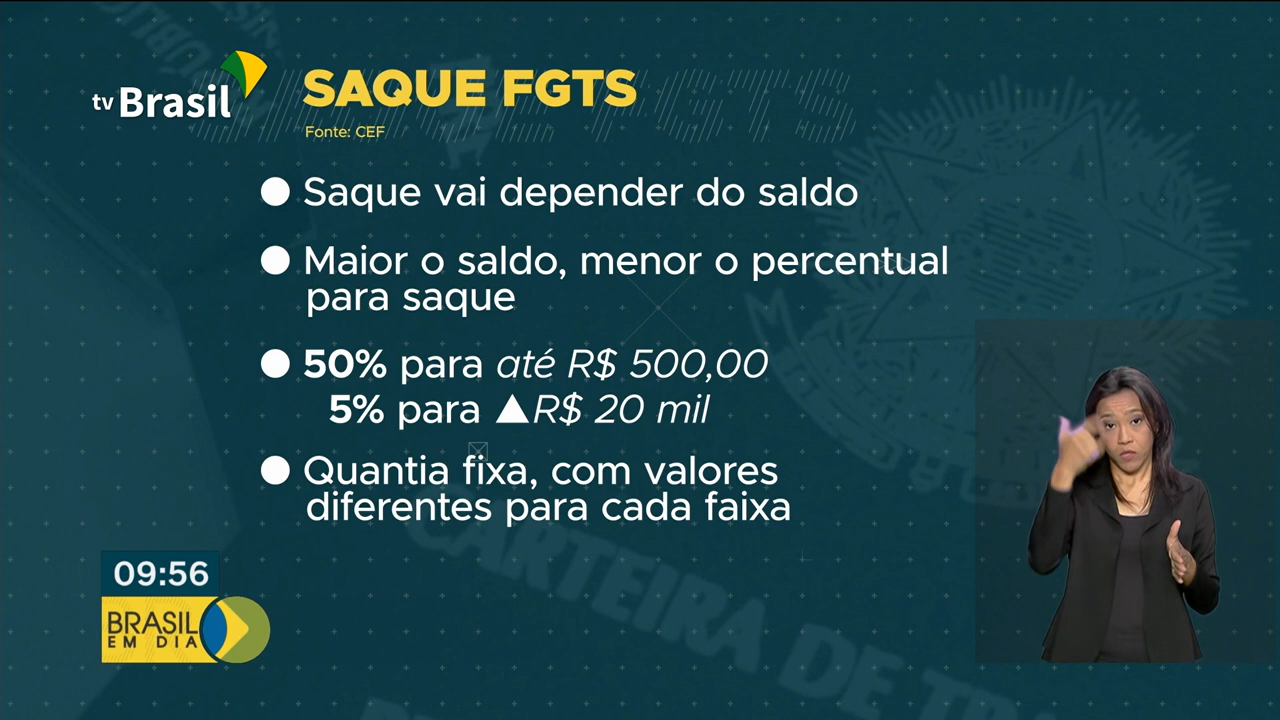 tv Brasil
SAQUE FGTS
Fonte: CEF
● Saque vai depender do saldo
● Maior o saldo, menor o percentual
para saque
● 50% para até R$ 500,00
5% para ▲R$ 20 mil
● Quantia fixa, com valores
diferentes para cada faixa
CARTEIRA DE
09:56
BRASIL
EM DIA